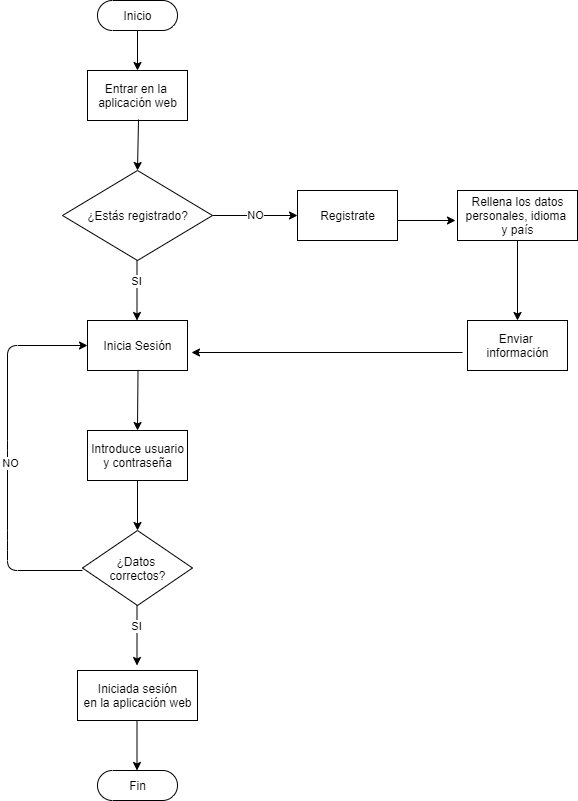 Inicio
Entrar en la
aplicación web
¿Estás registrado?
NO
Registrate
Rellena los datos
personales, idioma
y país
SI
Enviar
información
Inicia Sesión
Introduce usuario
y contraseña
NO
¿Datos
correctos?
SI
Iniciada sesión
en la aplicación web
Fin